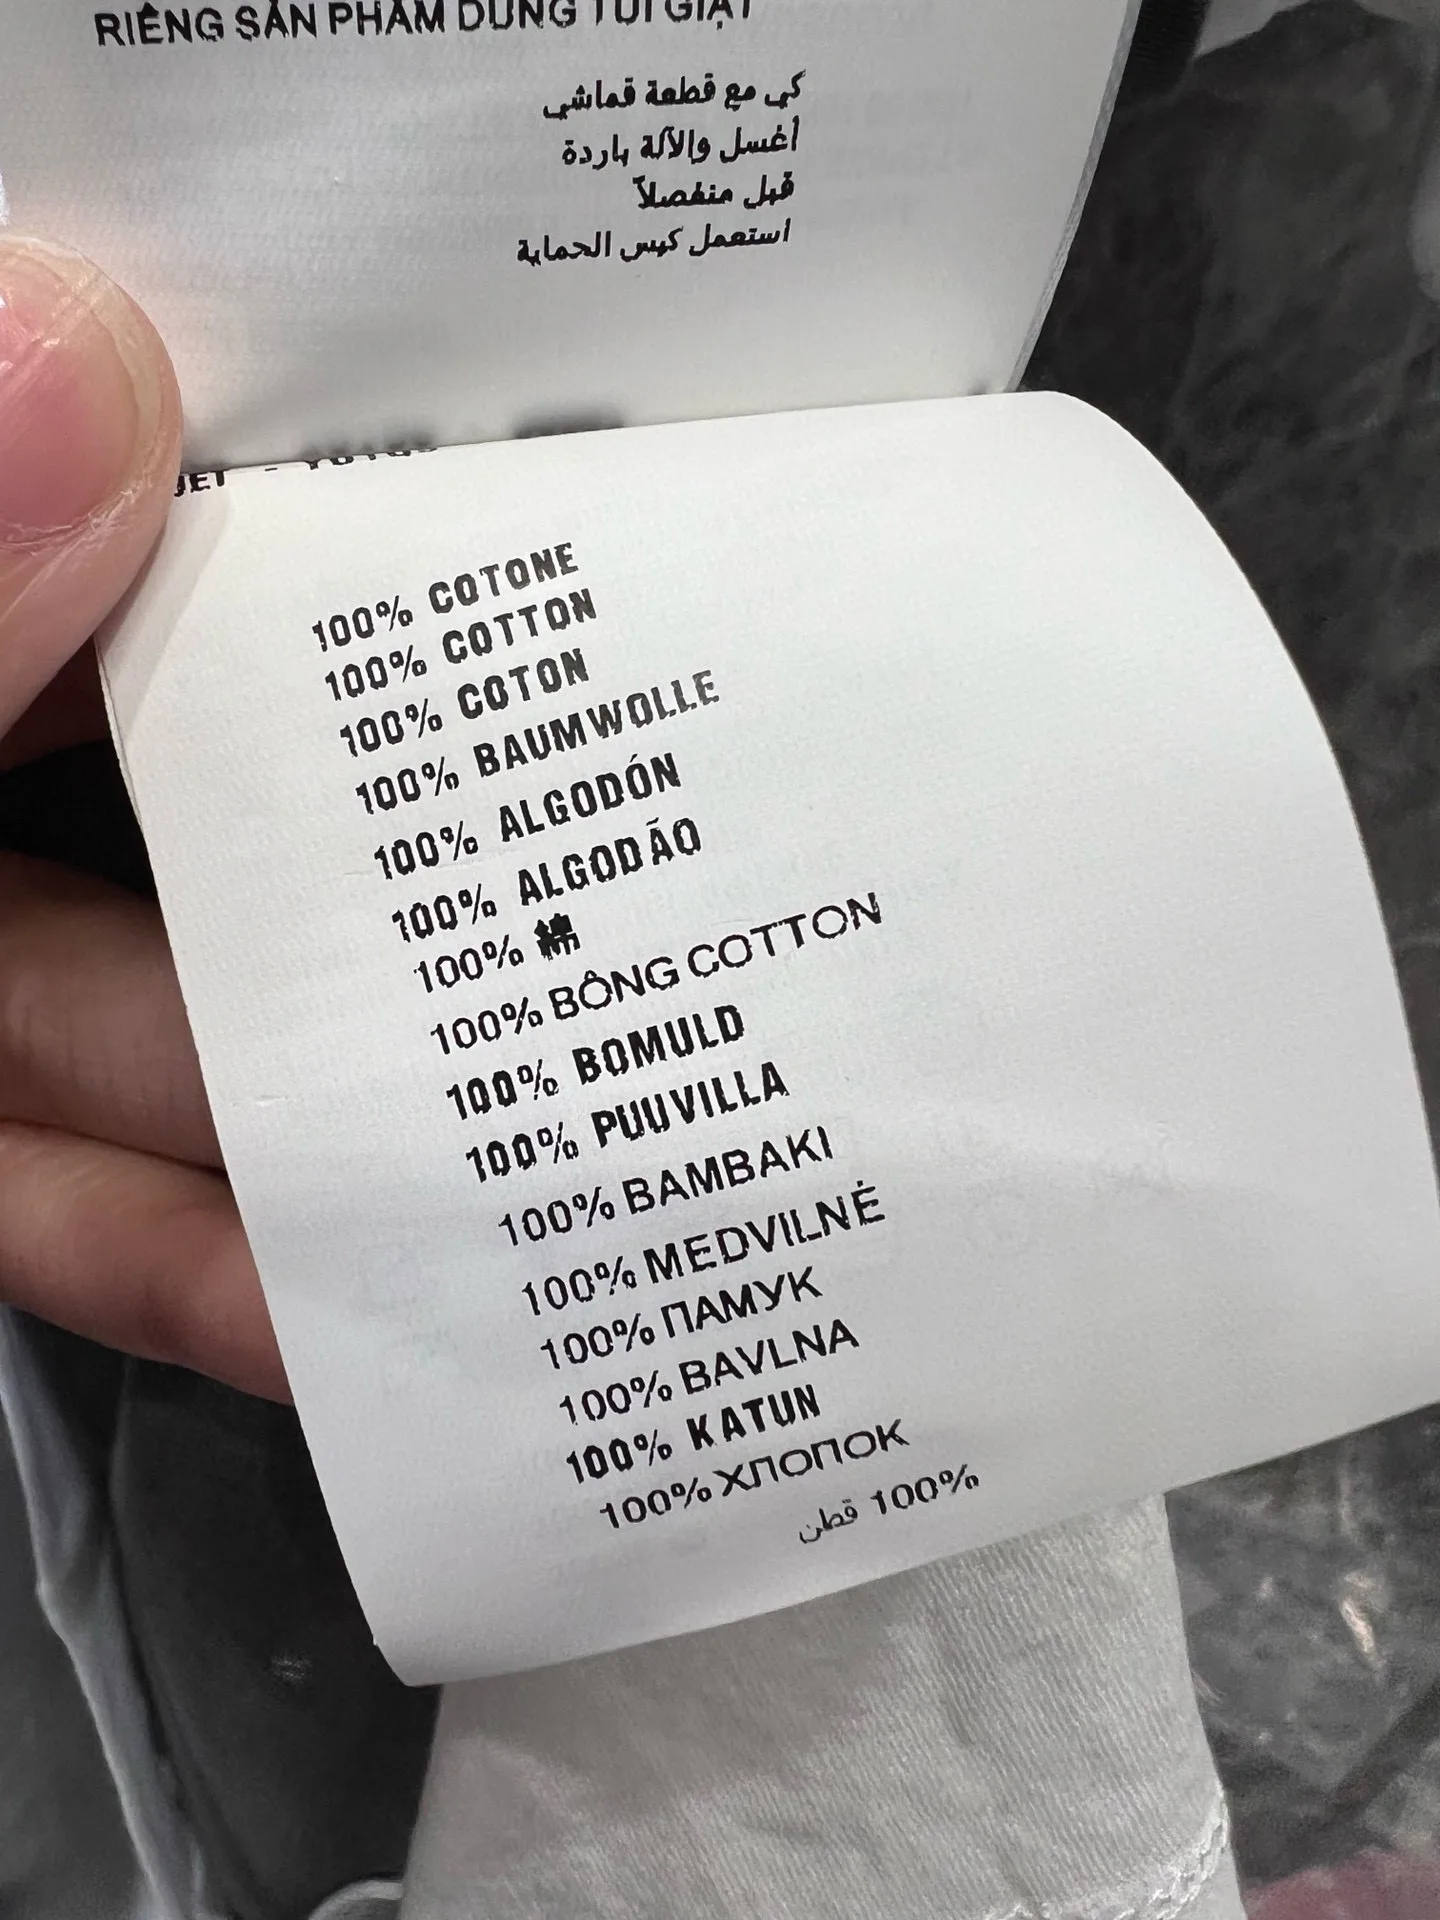 RIÊNG SẢN PHẨM DÙNG TÚI GIẶT
كي مع قطعة قماشي
أغسل والآلة باردة
قبل منفصلاً
استعمل كيس الحماية
100% COTONE
100% COTTON
100% COTON
100% BAUMWOLLE
100% ALGODÓN
100% ALGODÃO
100% 綿
100% BÔNG COTTON
100% BOMULD
100% PUUVILLA
100% BAMBAKI
100% MEDVILNĖ
100% ПАМУК
100% BAVLNA
100% KATUN
100% ХЛОПОК
100% قطن